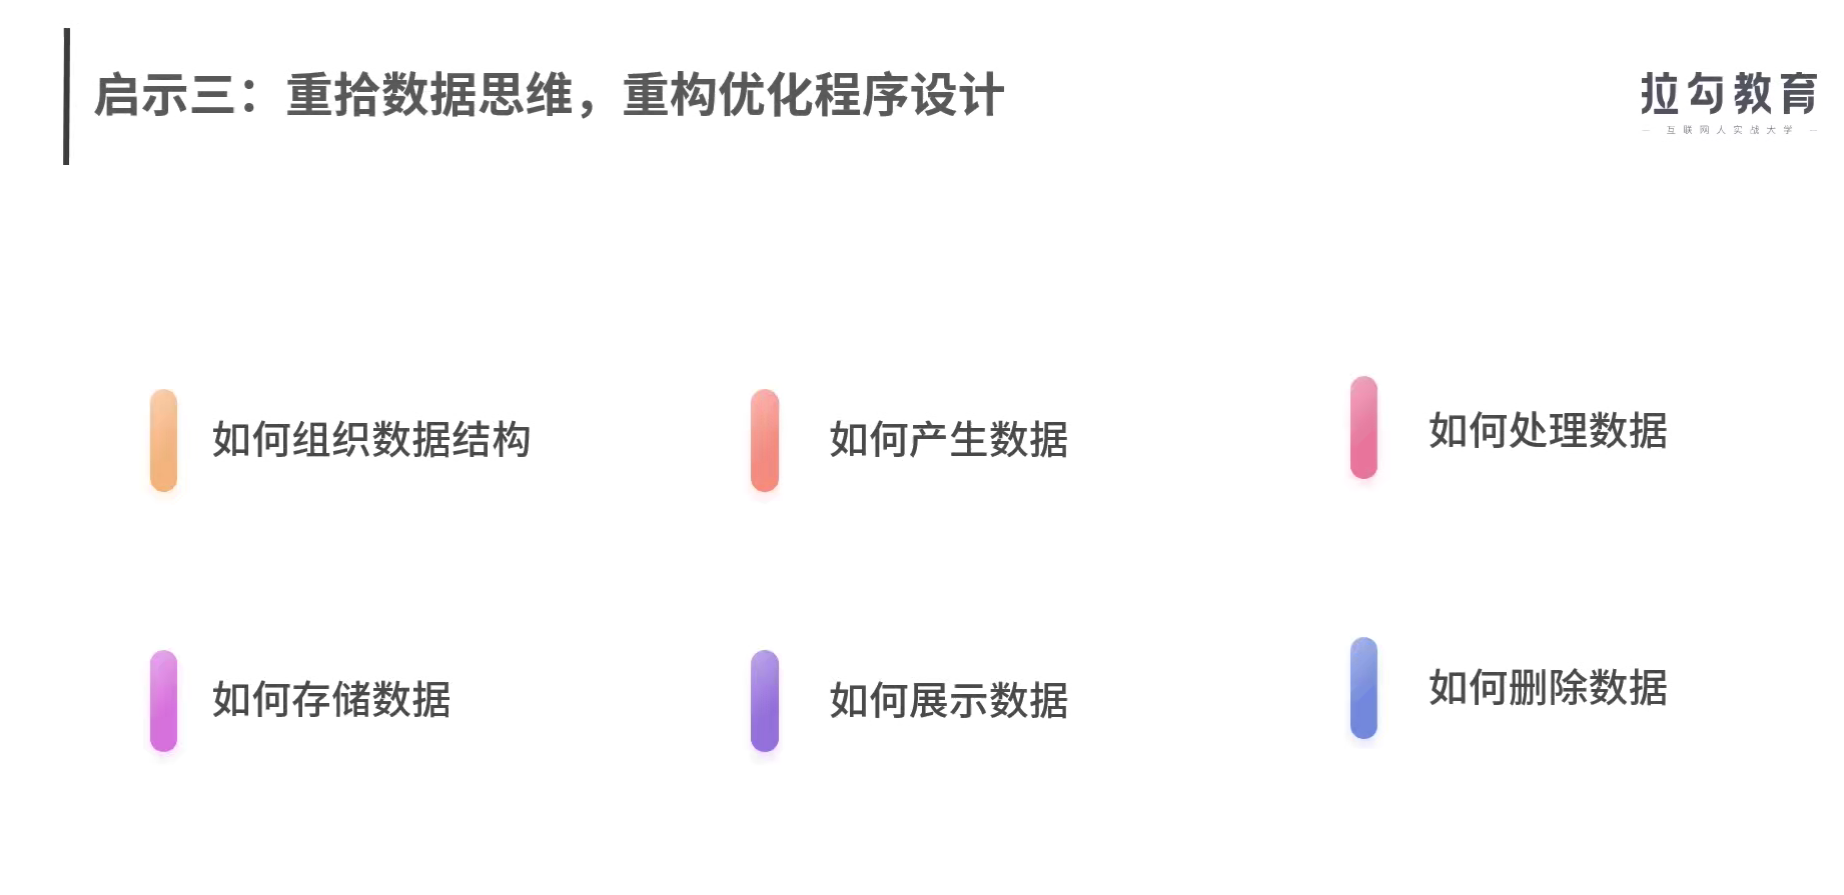 启示三：重拾数据思维，重构优化程序设计
拉勾教育
— 互联网人实战大学 —
如何组织数据结构
如何产生数据
如何处理数据
如何存储数据
如何展示数据
如何删除数据